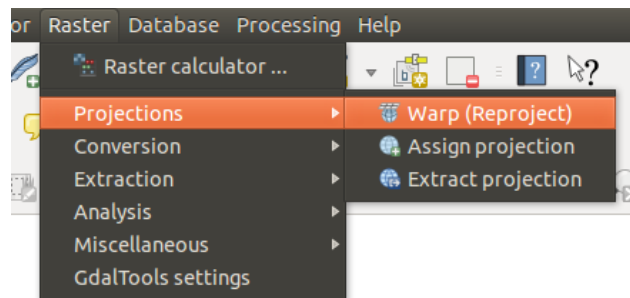 or Raster Database Processing Help
Raster calculator ...
Projections
Warp (Reproject)
Conversion
Assign projection
Extraction
Extract projection
Analysis
Miscellaneous
GdalTools settings